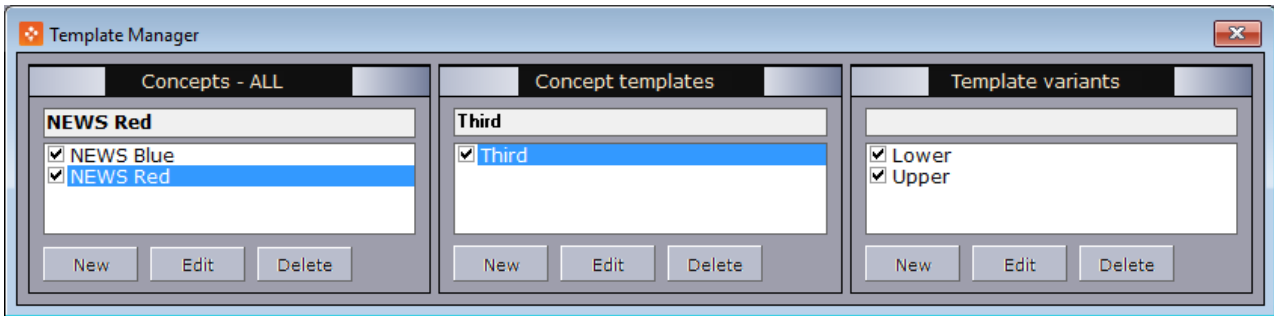 Template Manager
Concepts - ALL
NEWS Red
NEWS Blue
NEWS Red
New Edit Delete
Concept templates
Third
Third
New Edit Delete
Template variants
Lower
Upper
New Edit Delete